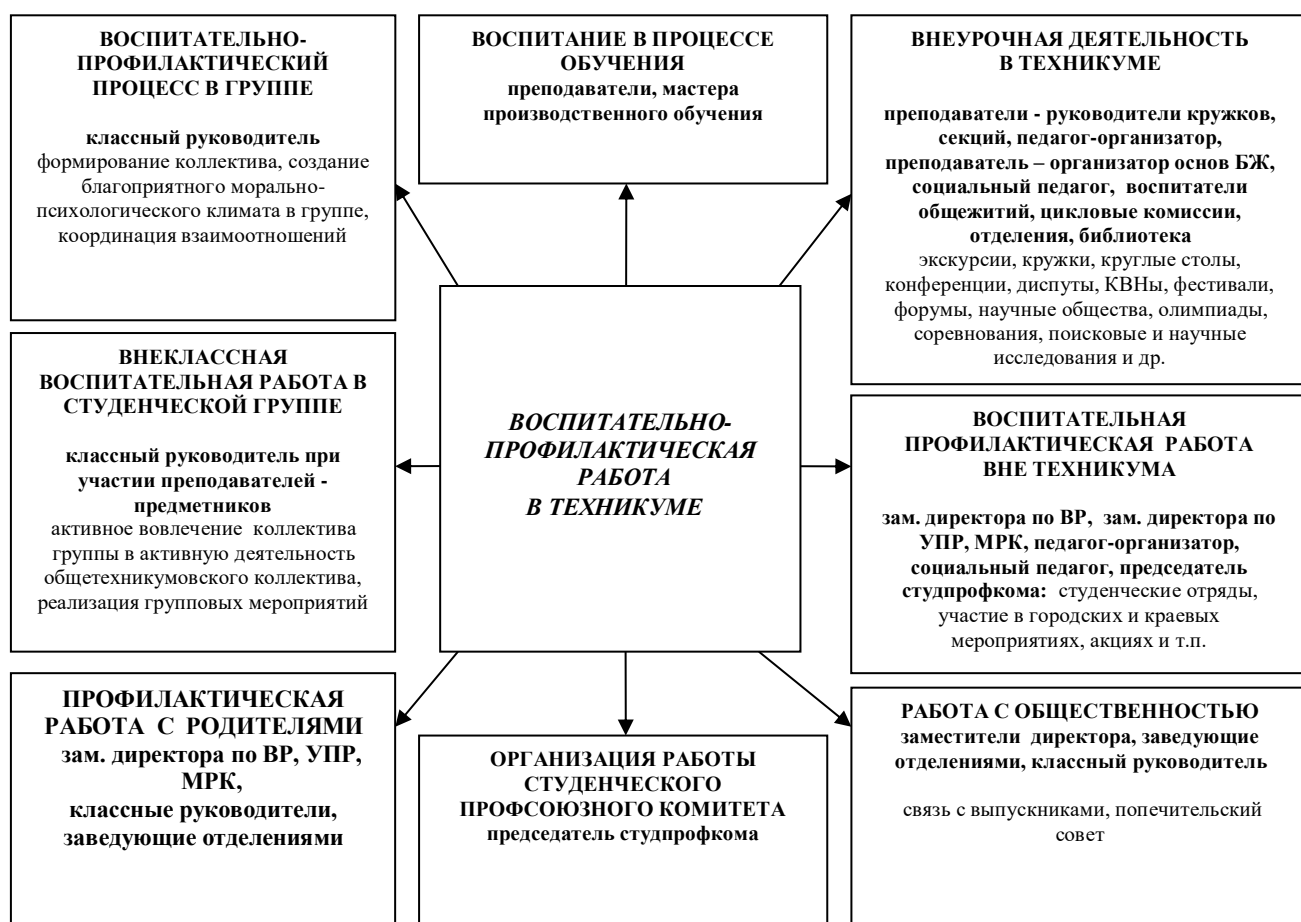 ВОСПИТАТЕЛЬНО-
ПРОФИЛАКТИЧЕСКИЙ
ПРОЦЕСС В ГРУППЕ
классный руководитель
формирование коллектива, создание
благоприятного морально-
психологического климата в группе,
координация взаимоотношений
ВОСПИТАНИЕ В ПРОЦЕССЕ
ОБУЧЕНИЯ
преподаватели, мастера
производственного обучения
ВНЕУРОЧНАЯ ДЕЯТЕЛЬНОСТЬ
В ТЕХНИКУМЕ
преподаватели - руководители кружков,
секций, педагог-организатор,
преподаватель – организатор основ БЖ,
социальный педагог, воспитатели
общежитий, цикловые комиссии,
отделения, библиотека
экскурсии, кружки, круглые столы,
конференции, диспуты, КВНы, фестивали,
форумы, научные общества, олимпиады,
соревнования, поисковые и научные
исследования и др.
ВНЕКЛАССНАЯ
ВОСПИТАТЕЛЬНАЯ РАБОТА В
СТУДЕНЧЕСКОЙ ГРУППЕ
классный руководитель при
участии преподавателей -
предметников
активное вовлечение коллектива
группы в активную деятельность
общетехникумовского коллектива,
реализация групповых мероприятий
ВОСПИТАТЕЛЬНО-
ПРОФИЛАКТИЧЕСКАЯ
РАБОТА
В ТЕХНИКУМЕ
ВОСПИТАТЕЛЬНАЯ
ПРОФИЛАКТИЧЕСКАЯ РАБОТА
ВНЕ ТЕХНИКУМА
зам. директора по ВР, зам. директора по
УПР, МРК, педагог-организатор,
социальный педагог, председатель
студпрофкома: студенческие отряды,
участие в городских и краевых
мероприятиях, акциях и т.п.
ПРОФИЛАКТИЧЕСКАЯ
РАБОТА С РОДИТЕЛЯМИ
зам. директора по ВР, УПР,
МРК,
классные руководители,
заведующие отделениями
ОРГАНИЗАЦИЯ РАБОТЫ
СТУДЕНЧЕСКОГО
ПРОФСОЮЗНОГО КОМИТЕТА
председатель студпрофкома
РАБОТА С ОБЩЕСТВЕННОСТЬЮ
заместители директора, заведующие
отделениями, классный руководитель
связь с выпускниками, попечительский
совет